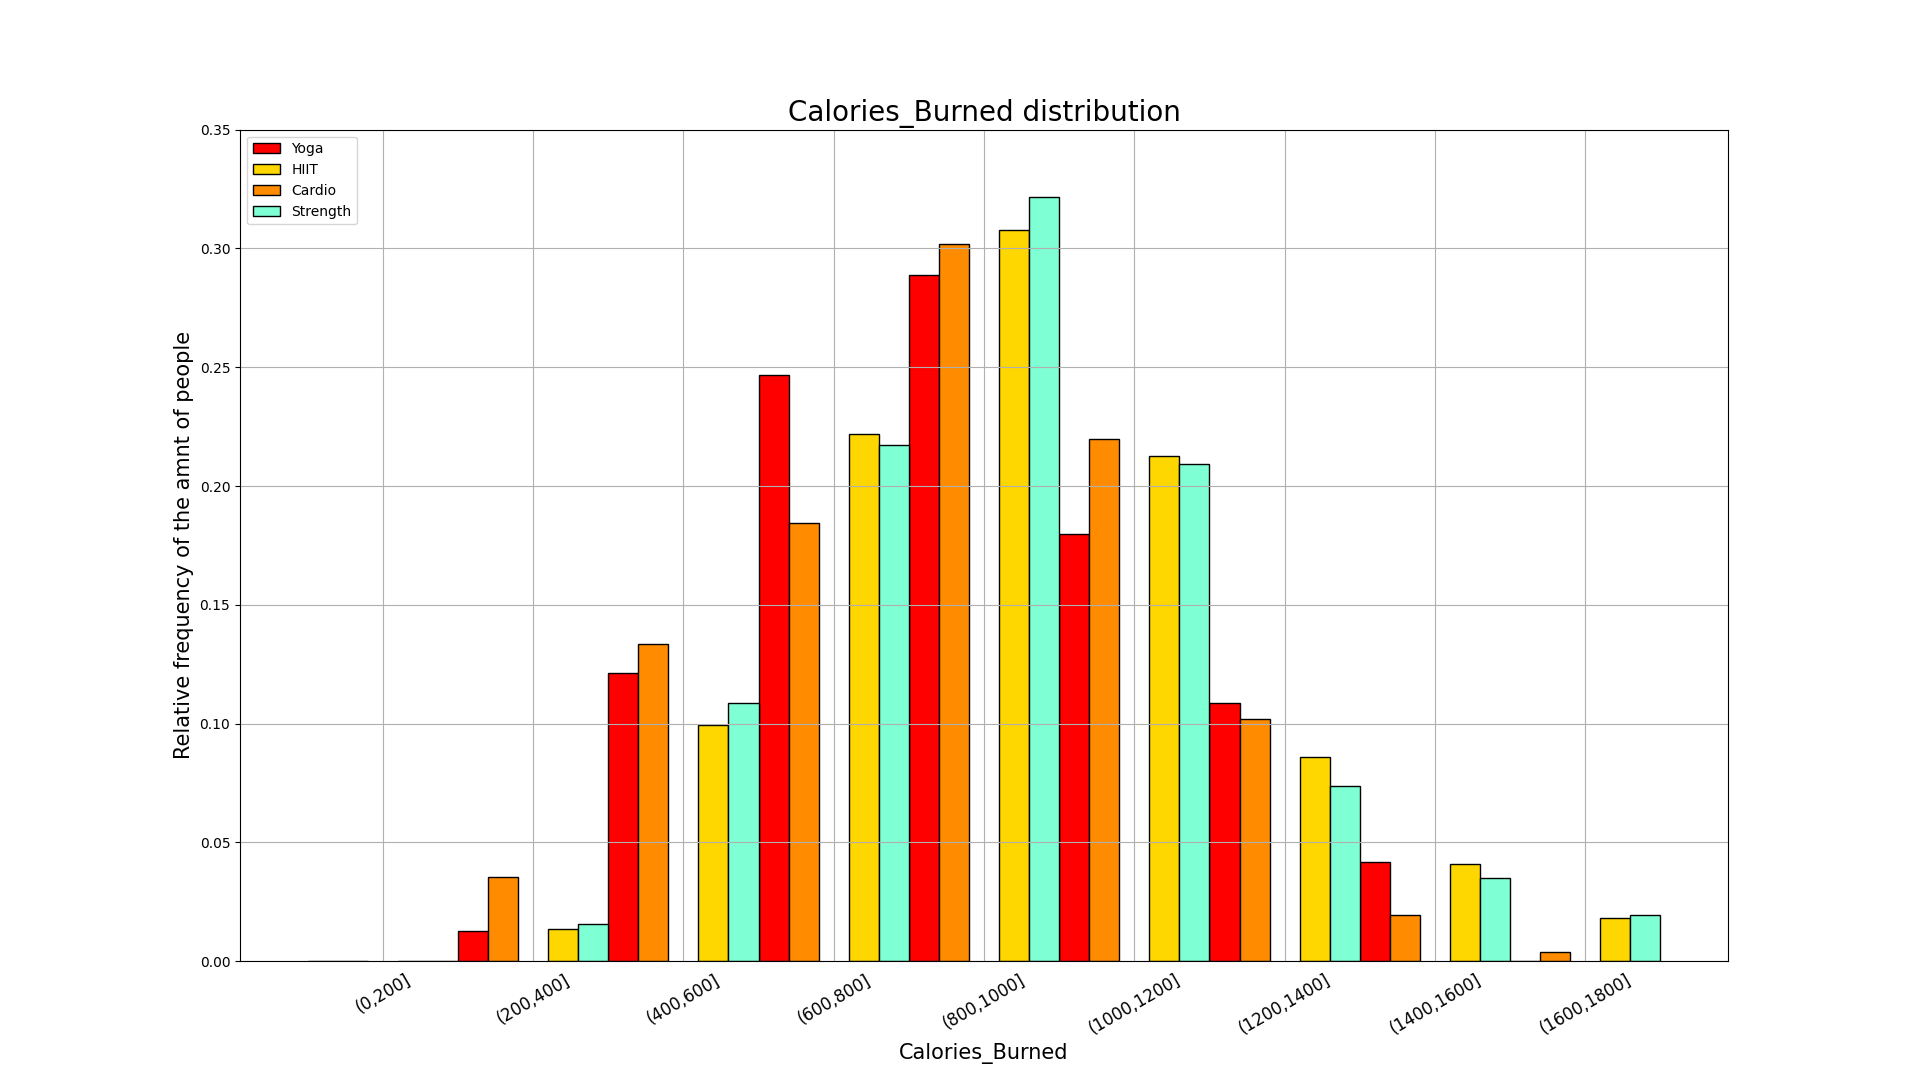 Calories_Burned distribution
Yoga
HIIT
Cardio
Strength
Relative frequency of the amnt of people
0.35
0.30
0.25
0.20
0.15
0.10
0.05
0.00
(0,200]
(200,400]
(400,600]
(600,800]
(800,1000]
(1000,1200]
(1200,1400]
(1400,1600]
(1600,1800]
Calories_Burned